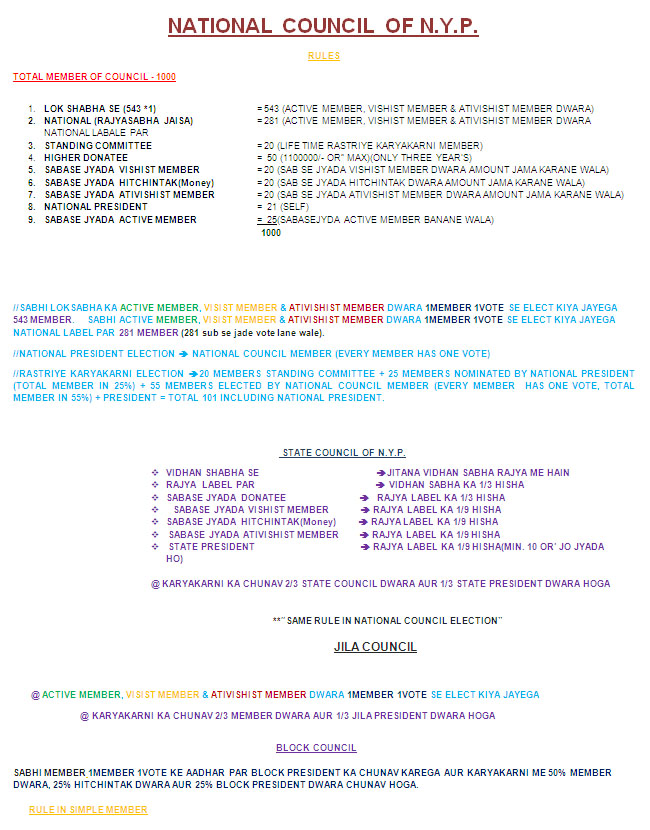 NATIONAL COUNCIL OF N.Y.P.
RULES
TOTAL MEMBER OF COUNCIL - 1000
1. LOK SHABHA SE (543 *1) = 543 (ACTIVE MEMBER, VISHIST MEMBER & ATIVISHIST MEMBER DWARA)
2. NATIONAL (RAJYASABHA JAISA) = 281 (ACTIVE MEMBER, VISHIST MEMBER & ATIVISHIST MEMBER DWARA
NATIONAL LABALE PAR
3. STANDING COMMITTEE = 20 (LIFE TIME RASTRIYE KARYAKARNI MEMBER)
4. HIGHER DONATEE = 50 (1100000/- OR" MAX)(ONLY THREE YEAR'S)
5. SABASE JYADA VISHIST MEMBER = 20 (SAB SE JYADA VISHIST MEMBER DWARA AMOUNT JAMA KARANE WALA)
6. SABASE JYADA HITCHINTAK(Money) = 20 (SAB SE JYADA HITCHINTAK DWARA AMOUNT JAMA KARANE WALA)
7. SABASE JYADA ATIVISHIST MEMBER = 20 (SAB SE JYADA ATIVISHIST MEMBER DWARA AMOUNT JAMA KARANE WALA)
8. NATIONAL PRESIDENT = 21 (SELF)
9. SABASE JYADA ACTIVE MEMBER = 25(SABASEJYDA ACTIVE MEMBER BANANE WALA)
1000
//SABHI LOKSABHA KA ACTIVE MEMBER, VISIST MEMBER & ATIVISHIST MEMBER DWARA 1MEMBER 1VOTE SE ELECT KIYA JAYEGA
543 MEMBER.. SABHI ACTIVE MEMBER, VISIST MEMBER & ATIVISHIST MEMBER DWARA 1MEMBER 1VOTE SE ELECT KIYA JAYEGA
NATIONAL LABEL PAR 281 MEMBER (281 sub se jade vote lane wale).
//NATIONAL PRESIDENT ELECTION ➔ NATIONAL COUNCIL MEMBER (EVERY MEMBER HAS ONE VOTE)
//RASTRIYE KARYAKARNI ELECTION ➔20 MEMBERS STANDING COMMITTEE + 25 MEMBERS NOMINATED BY NATIONAL PRESIDENT
(TOTAL MEMBER IN 25%) + 55 MEMBERS ELECTED BY NATIONAL COUNCIL MEMBER (EVERY MEMBER HAS ONE VOTE, TOTAL
MEMBER IN 55%) + PRESIDENT = TOTAL 101 INCLUDING NATIONAL PRESIDENT.
STATE COUNCIL OF N.Y.P.
❖ VIDHAN SHABHA SE ➔JITANA VIDHAN SABHA RAJYA ME HAIN
❖ RAJYA LABEL PAR ➔ VIDHAN SABHA KA 1/3 HISHA
❖ SABASE JYADA DONATEE ➔ RAJYA LABEL KA 1/3 HISHA
❖ SABASE JYADA VISHIST MEMBER ➔ RAJYA LABEL KA 1/9 HISHA
❖ SABASE JYADA HITCHINTAK(Money) ➔ RAJYA LABEL KA 1/9 HISHA
❖ SABASE JYADA ATIVISHIST MEMBER ➔ RAJYA LABEL KA 1/9 HISHA
❖ STATE PRESIDENT ➔ RAJYA LABEL KA 1/9 HISHA(MIN. 10 OR' JO JYADA
HO)
@ KARYAKARNI KA CHUNAV 2/3 STATE COUNCIL DWARA AUR 1/3 STATE PRESIDENT DWARA HOGA
**"SAME RULE IN NATIONAL COUNCIL ELECTION"
JILA COUNCIL
@ ACTIVE MEMBER, VISIST MEMBER & ATIVISHIST MEMBER DWARA 1MEMBER 1VOTE SE ELECT KIYA JAYEGA
@ KARYAKARNI KA CHUNAV 2/3 MEMBER DWARA AUR 1/3 JILA PRESIDENT DWARA HOGA
BLOCK COUNCIL
SABHI MEMBER 1MEMBER 1VOTE KE AADHAR PAR BLOCK PRESIDENT KA CHUNAV KAREGA AUR KARYAKARNI ME 50% MEMBER
DWARA, 25% HITCHINTAK DWARA AUR 25% BLOCK PRESIDENT DWARA CHUNAV HOGA.
RULE IN SIMPLE MEMBER